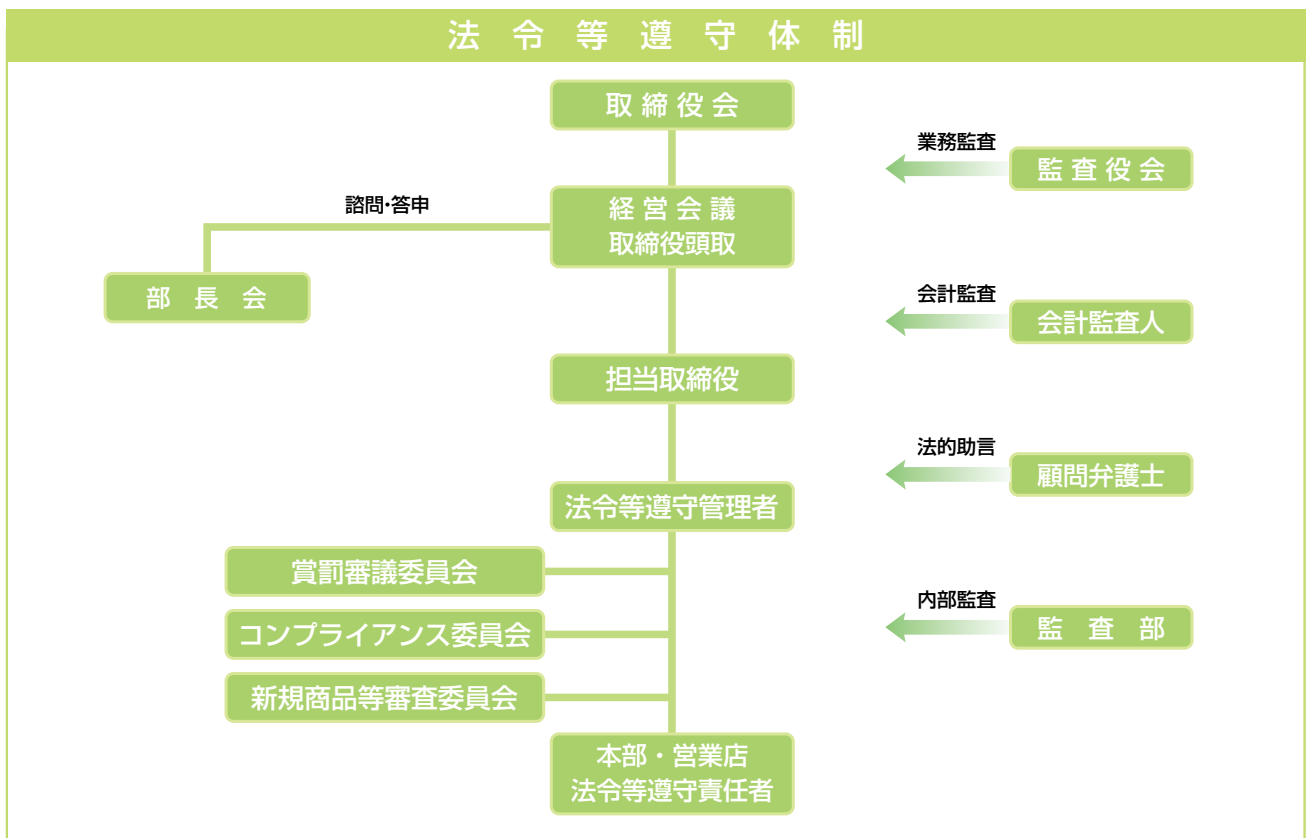 法令等遵守体制
取締役会
業務監査
監査役会
諮問・答申
経営会議
取締役頭取
部長会
会計監査
会計監査人
担当取締役
法的助言
顧問弁護士
法令等遵守管理者
賞罰審議委員会
内部監査
監査部
コンプライアンス委員会
新規商品等審査委員会
本部・営業店
法令等遵守責任者